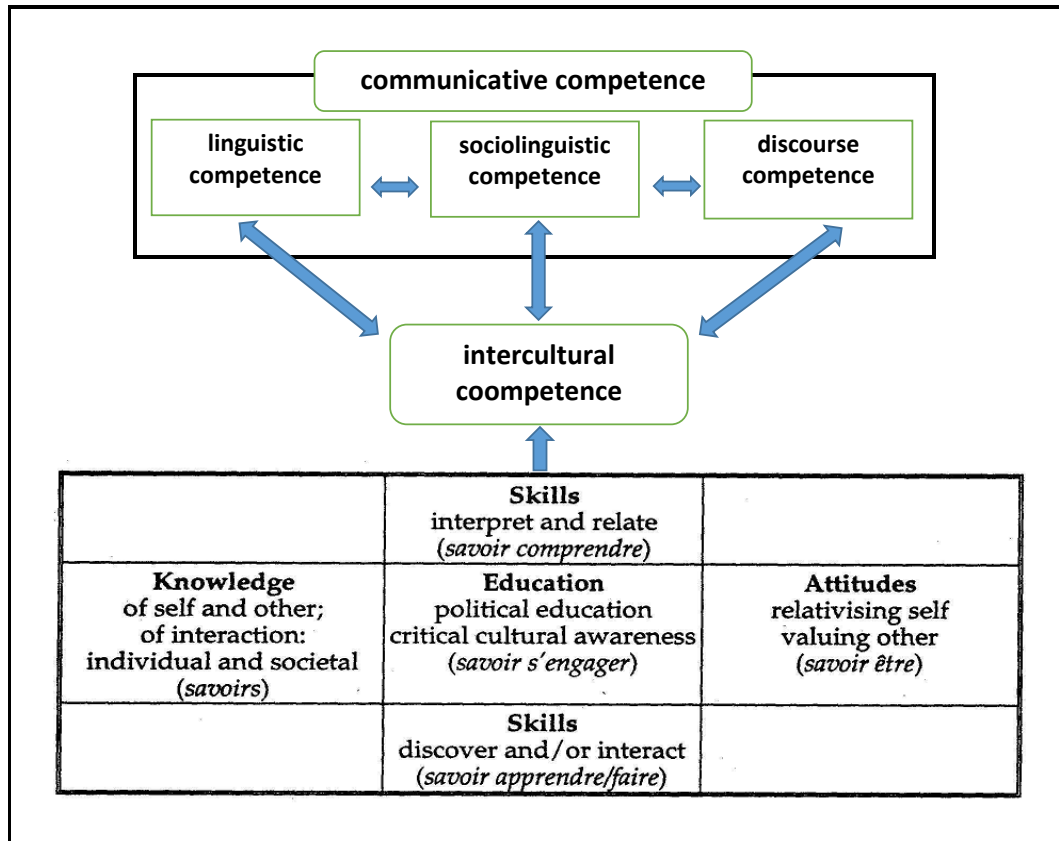 communicative competence
linguistic
competence
sociolinguistic
competence
discourse
competence
intercultural
coompetence
Skills
interpret and relate
(savoir comprendre)
Knowledge
of self and other;
of interaction:
individual and societal
(savoirs)
Education
political education
critical cultural awareness
(savoir s'engager)
Attitudes
relativising self
valuing other
(savoir être)
Skills
discover and/or interact
(savoir apprendre/faire)